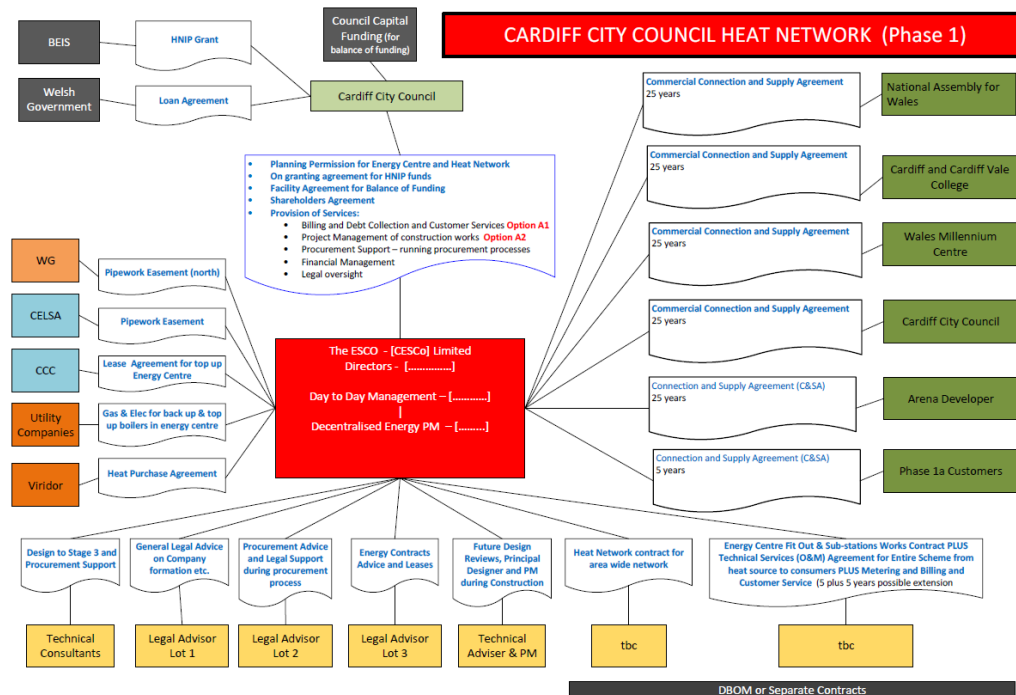 CARDIFF CITY COUNCIL HEAT NETWORK (Phase 1)
BEIS
HNIP Grant
Council Capital
Funding (for
balance of funding)
Welsh
Government
Loan Agreement
Cardiff City Council
Planning Permission for Energy Centre and Heat Network
On granting agreement for HNIP funds
Facility Agreement for Balance of Funding
Shareholders Agreement
Provision of Services:
Billing and Debt Collection and Customer Services Option A1
Project Management of construction works Option A2
Procurement Support – running procurement processes
Financial Management
Legal oversight
Commercial Connection and Supply Agreement
25 years
National Assembly for
Wales
Commercial Connection and Supply Agreement
25 years
Cardiff and Cardiff Vale
College
Commercial Connection and Supply Agreement
25 years
Wales Millennium
Centre
Commercial Connection and Supply Agreement
25 years
Cardiff City Council
Connection and Supply Agreement (C&SA)
25 years
Arena Developer
Connection and Supply Agreement (C&SA)
5 years
Phase 1a Customers
WG
Pipework Easement (north)
CELSA
Pipework Easement
CCC
Lease Agreement for top up
Energy Centre
Utility
Companies
Gas & Elec for back up & top
up boilers in energy centre
Viridor
Heat Purchase Agreement
The ESCO - [CESCo] Limited
Directors - [...............]
Day to Day Management – [............]
|
Decentralised Energy PM – [.........]
Design to Stage 3 and
Procurement Support
General Legal Advice
on Company
formation etc.
Procurement Advice
and Legal Support
during procurement
process
Energy Contracts
Advice and Leases
Future Design
Reviews, Principal
Designer and PM
during Construction
Heat Network contract for
area wide network
Energy Centre Fit Out & Sub-stations Works Contract PLUS
Technical Services (O&M) Agreement for Entire Scheme from
heat source to consumers PLUS Metering and Billing and
Customer Service (5 plus 5 years possible extension
Technical
Consultants
Legal Advisor
Lot 1
Legal Advisor
Lot 2
Legal Advisor
Lot 3
Technical
Adviser & PM
tbc
tbc
DBOM or Separate Contracts